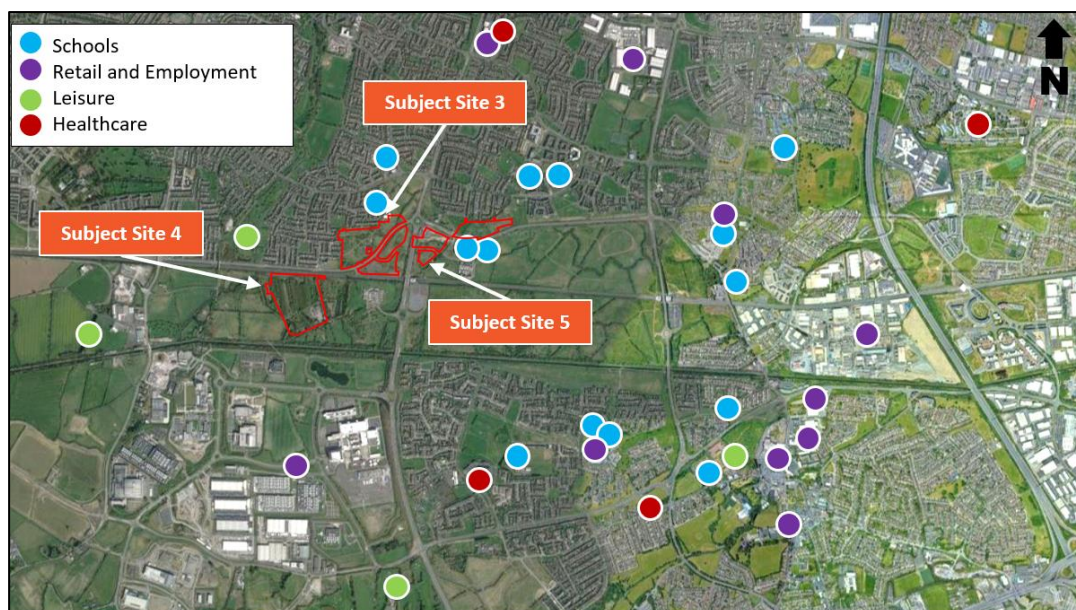 Schools
Retail and Employment
Leisure
Healthcare
N
Subject Site 3
Subject Site 4
Subject Site 5